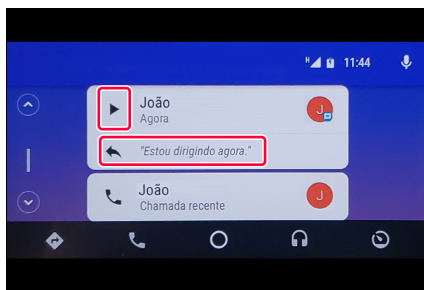 H 11:44
João
Agora
J
"Estou dirigindo agora."
João
Chamada recente
J